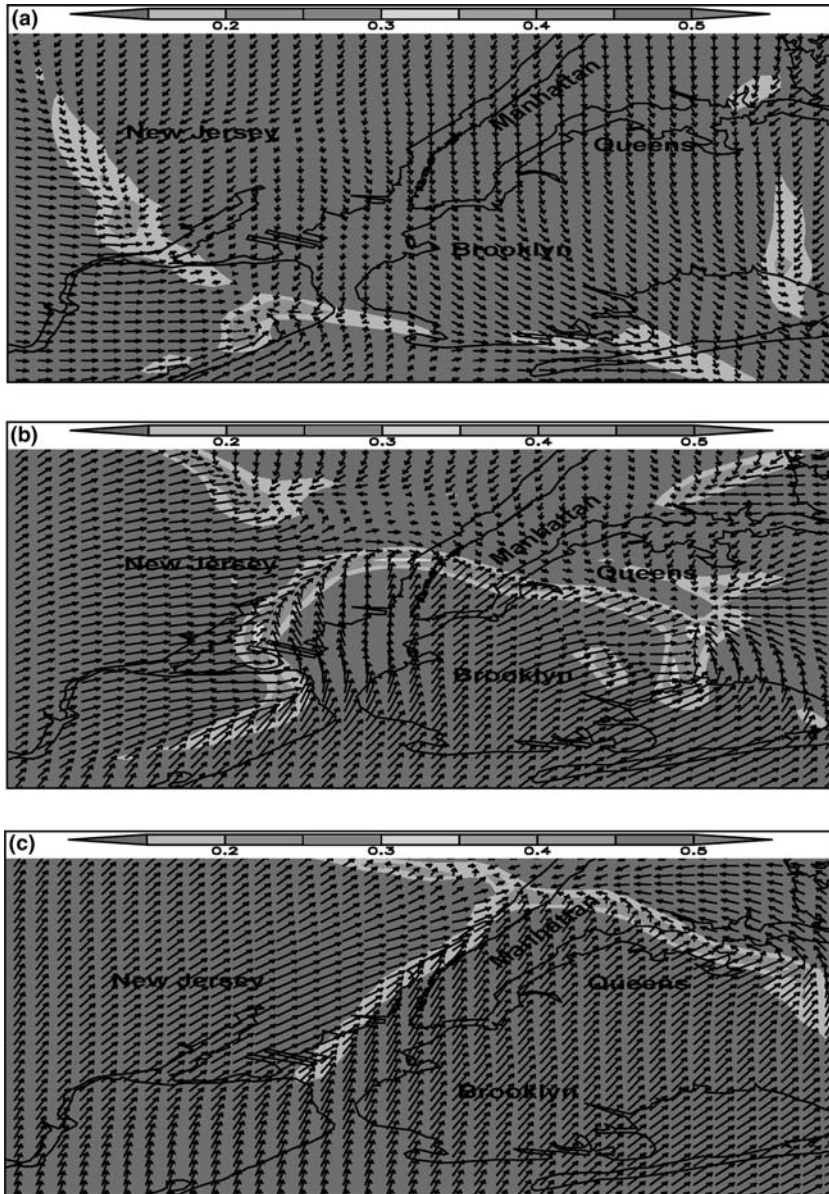 (a)
0.2 0.3 0.4 0.5
New Jersey
Manhattan
Queens
Brooklyn
(b)
0.2 0.3 0.4 0.5
New Jersey
Manhattan
Queens
Brooklyn
(c)
0.2 0.3 0.4 0.5
Manhattan
New Jersey
Queens
Brooklyn